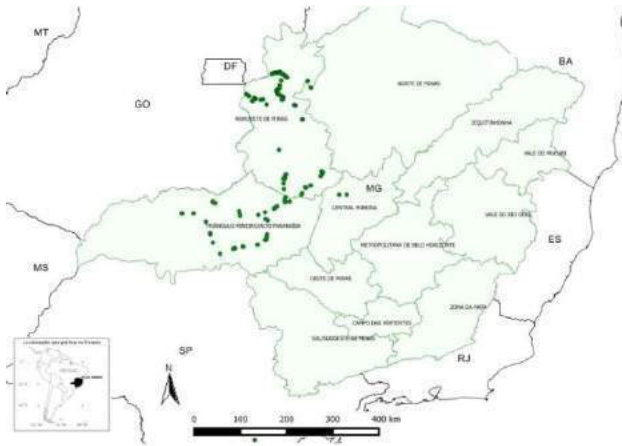 MT
DF
BA
GO
NORTE DE MINAS
NOROESTE DE MINAS
JEQUITINHONHA
VALE DO MUCURI
MG
CENTRAL MINEIRA
VALE DO RIO DOCE
TRIÂNGULO MINEIRO/ALTO PARANAÍBA
METROPOLITANA DE BELO HORIZONTE
ES
MS
OESTE DE MINAS
ZONA DA MATA
CAMPO DAS VERTENTES
SUL/SUDOESTE DE MINAS
SP
RJ
N
0 100 200 300 400 km